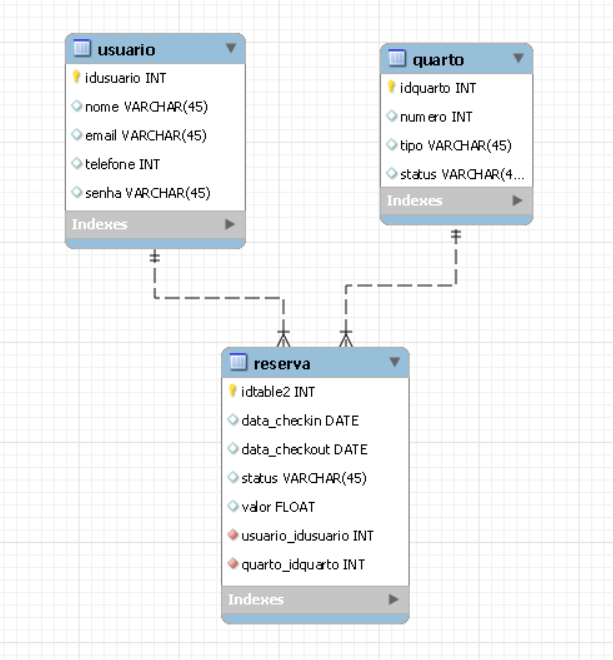 usuario
idusuario INT
nome VARCHAR(45)
email VARCHAR(45)
telefone INT
senha VARCHAR(45)
Indexes
quarto
idquarto INT
numero INT
tipo VARCHAR(45)
status VARCHAR(4...
Indexes
reserva
idtable2 INT
data_checkin DATE
data_checkout DATE
status VARCHAR(45)
valor FLOAT
usuario_idusuario INT
quarto_idquarto INT
Indexes